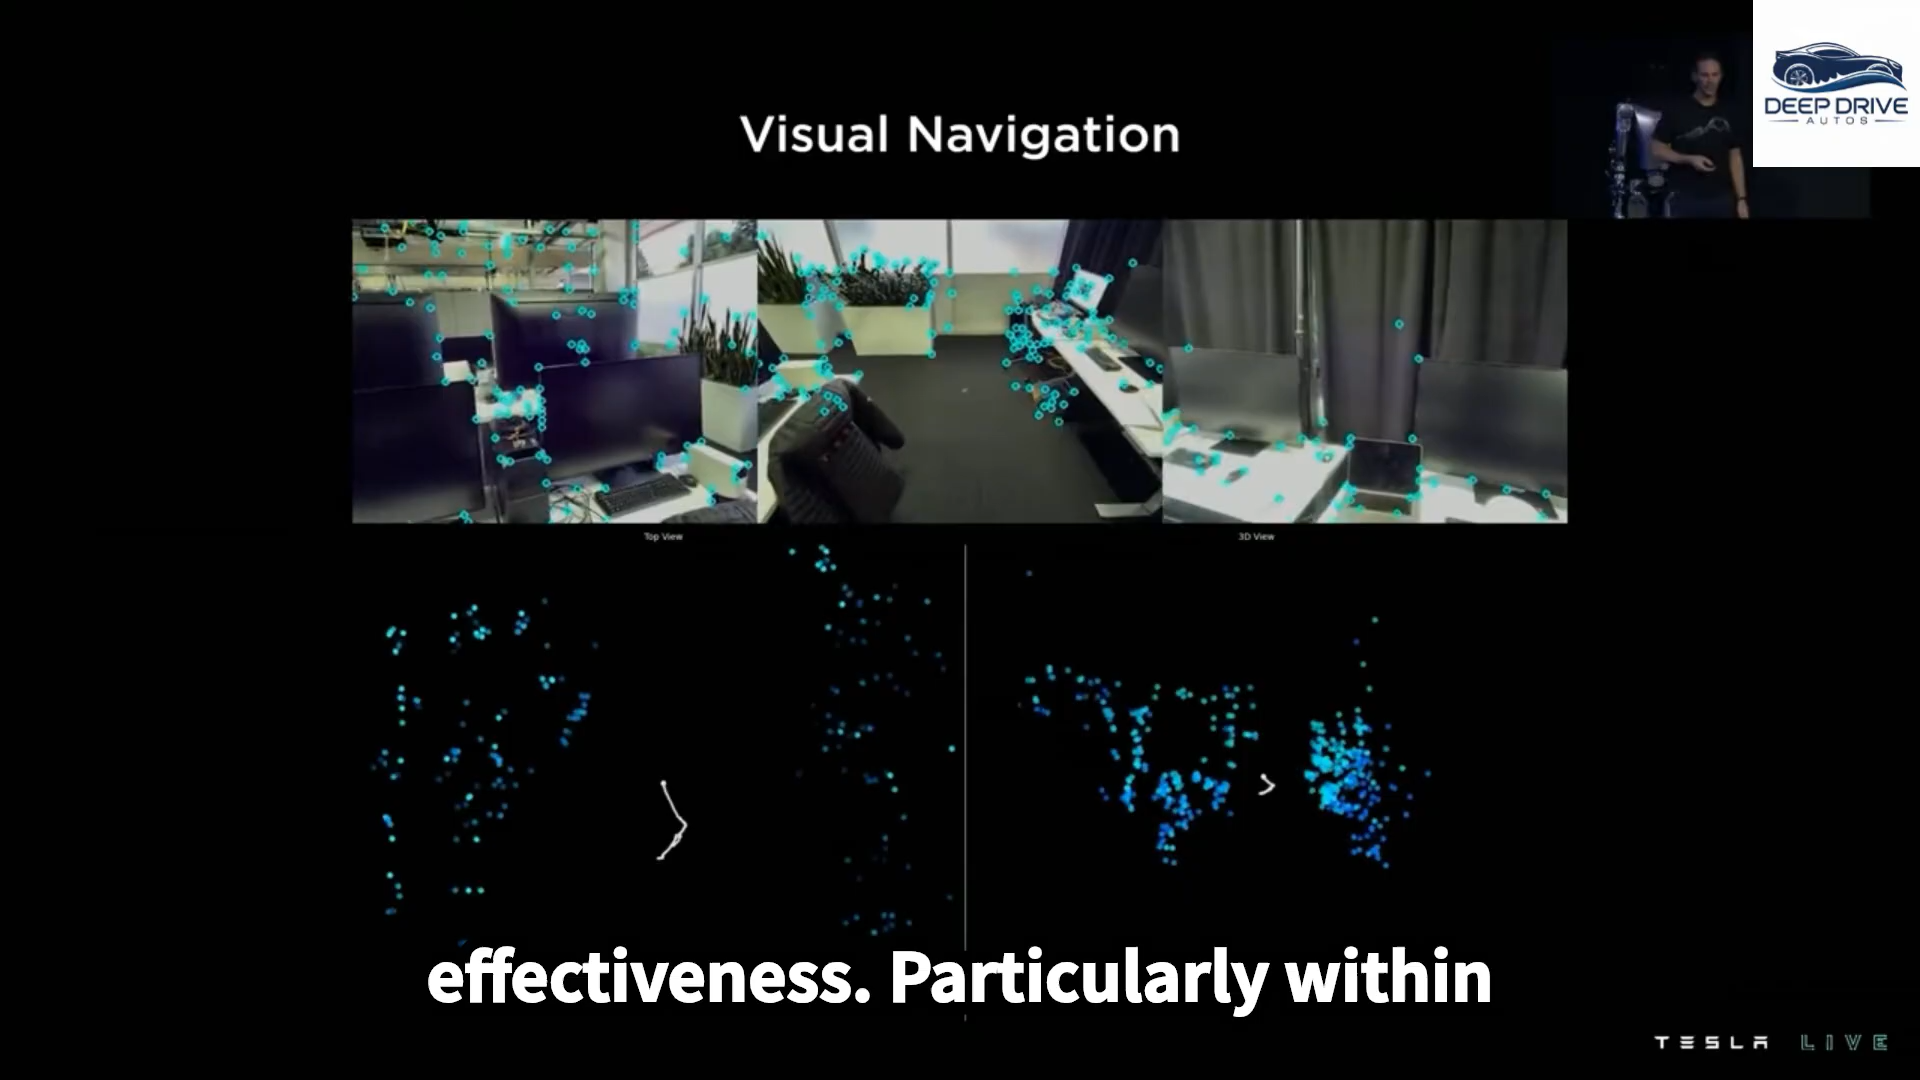 DEEP DRIVE
AUTOS
Visual Navigation
Top View
3D View
effectiveness. Particularly within
TESLA LIVE